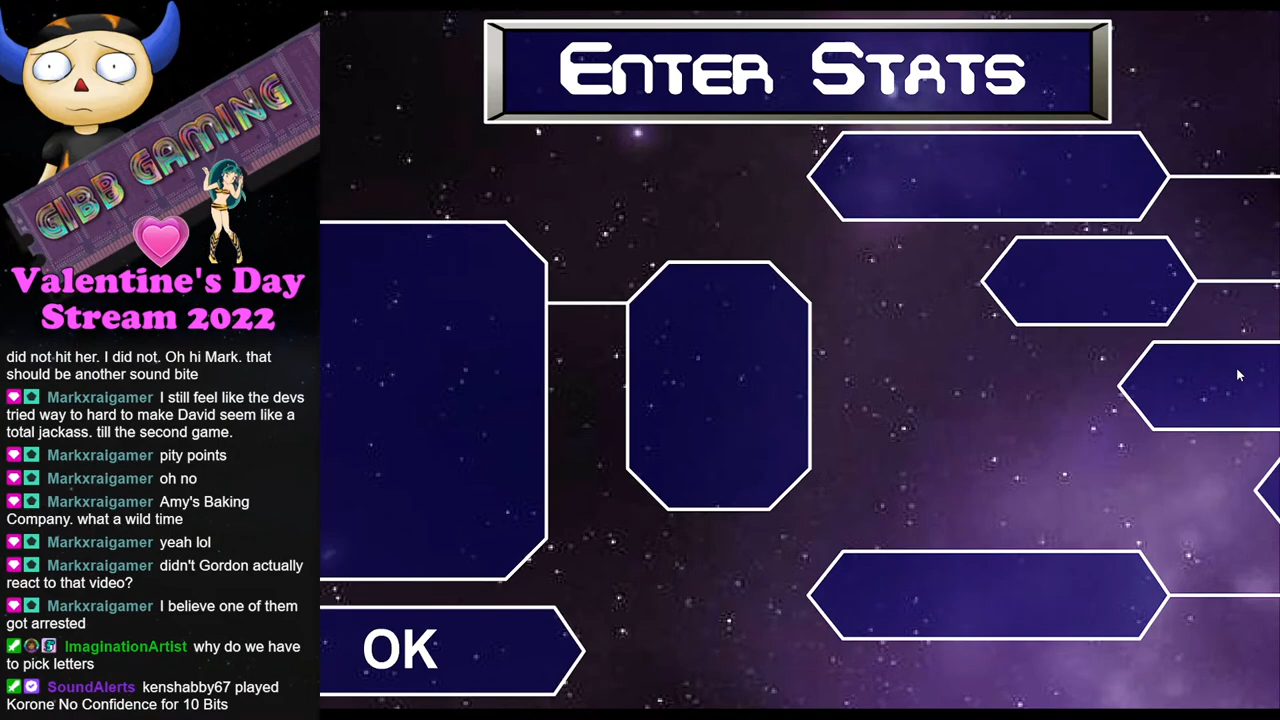 GIBB GAMING
Valentine's Day
Stream 2022
did not hit her. I did not. Oh hi Mark. that
should be another sound bite
Markxraigamer I still feel like the devs
tried way to hard to make David seem like a
total jackass. till the second game.
Markxraigamer pity points
Markxraigamer oh no
Markxraigamer Amy's Baking
Company. what a wild time
Markxraigamer yeah lol
Markxraigamer didn't Gordon actually
react to that video?
Markxraigamer I believe one of them
got arrested
ImaginationArtist why do we have
to pick letters
SoundAlerts kenshabby67 played
Korone No Confidence for 10 Bits
ENTER STATS
OK